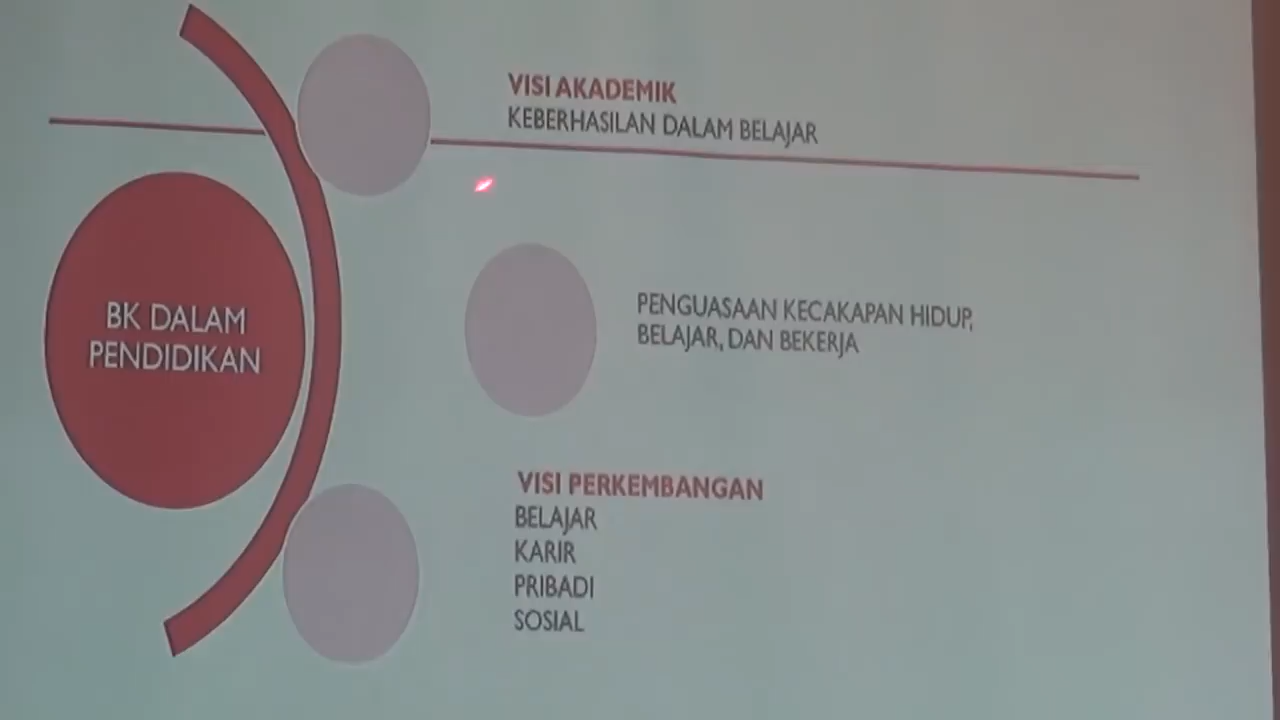 VISI AKADEMIK
KEBERHASILAN DALAM BELAJAR
BK DALAM
PENDIDIKAN
PENGUASAAN KECAKAPAN HIDUP,
BELAJAR, DAN BEKERJA
VISI PERKEMBANGAN
BELAJAR
KARIR
PRIBADI
SOSIAL